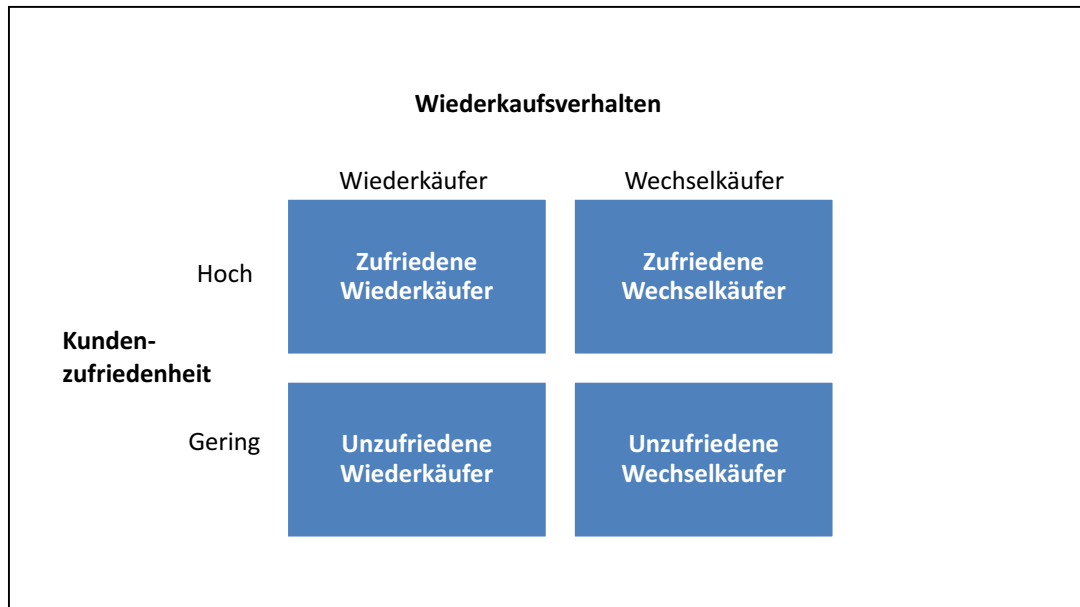 Wiederkaufsverhalten
Wiederkäufer
Wechselkäufer
Hoch
Zufriedene
Wiederkäufer
Zufriedene
Wechselkäufer
Kunden-
zufriedenheit
Gering
Unzufriedene
Wiederkäufer
Unzufriedene
Wechselkäufer